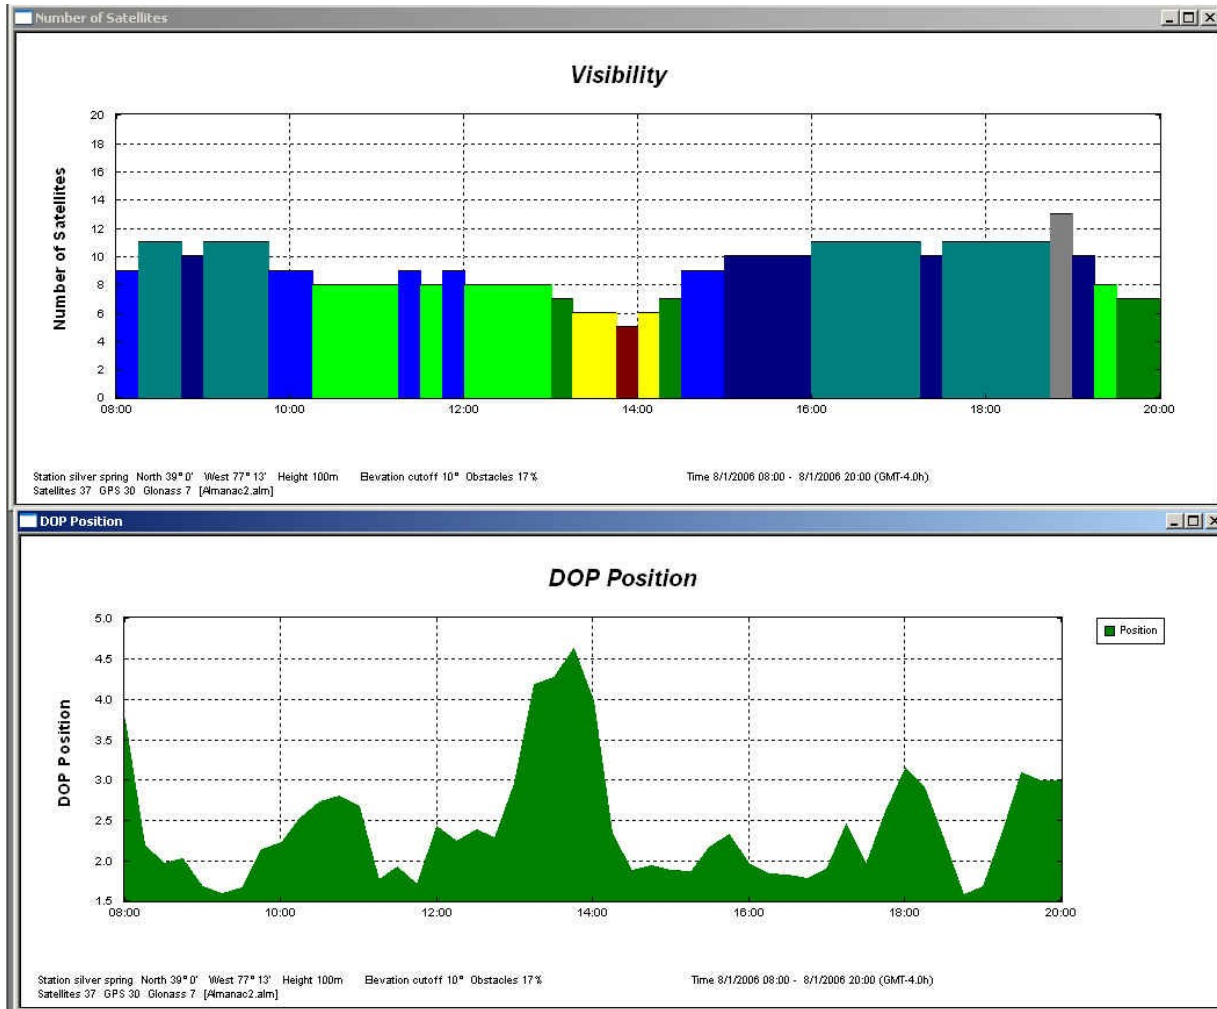 Number of Satellites
Visibility
Number of Satellites
20
18
16
14
12
10
8
6
4
2
0
08:00 10:00 12:00 14:00 16:00 18:00 20:00
Station silver spring North 39° 0' West 77° 13' Height 100m Elevation cutoff 10° Obstacles 17% Time 8/1/2006 08:00 - 8/1/2006 20:00 (GMT-4.0h)
Satellites 37 GPS 30 Glonass 7 [Almanac2.alm]
DOP Position
DOP Position
DOP Position
5.0
4.5
4.0
3.5
3.0
2.5
2.0
1.5
08:00 10:00 12:00 14:00 16:00 18:00 20:00
Position
Station silver spring North 39° 0' West 77° 13' Height 100m Elevation cutoff 10° Obstacles 17% Time 8/1/2006 08:00 - 8/1/2006 20:00 (GMT-4.0h)
Satellites 37 GPS 30 Glonass 7 [Almanac2.alm]